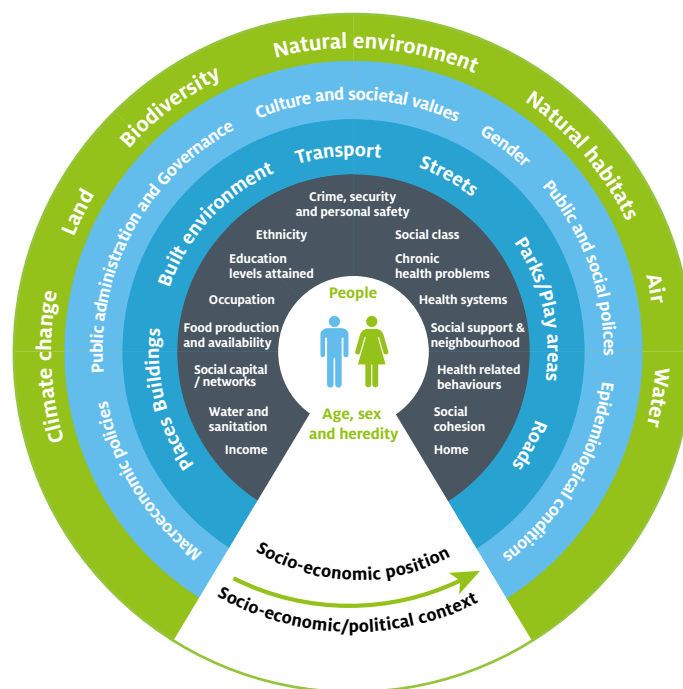 Climate change
Land
Biodiversity
Natural environment
Natural habitats
Air
Water
Macroeconomic policies
Public administration and Governance
Culture and societal values
Gender
Public and social polices
Epidemiological conditions
Places Buildings
Built environment
Transport
Streets
Parks/Play areas
Roads
Crime, security
and personal safety
Ethnicity
Education
levels attained
Occupation
Food production
and availability
Social capital
/ networks
Water and
sanitation
Income
Social class
Chronic
health problems
Health systems
Social support &
neighbourhood
Health related
behaviours
Social
cohesion
Home
People
Age, sex
and heredity
Socio-economic position
Socio-economic/political context